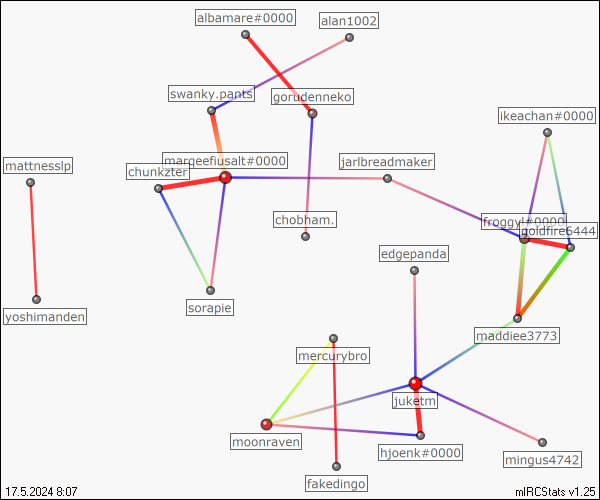 albamare#0000
alan1002
swanky.pants
gorudenneko
ikeachan#0000
marqeefiusalt#0000
jarlbreadmaker
mattnesslp
chunkzter
froggyl#0000
goldfire6444
chobham.
edgepanda
sorapie
yoshimanden
maddiee3773
mercurybro
juketm
moonraven
hjoenk#0000
mingus4742
fakedingo
17.5.2024 8:07
mIRCStats v1.25